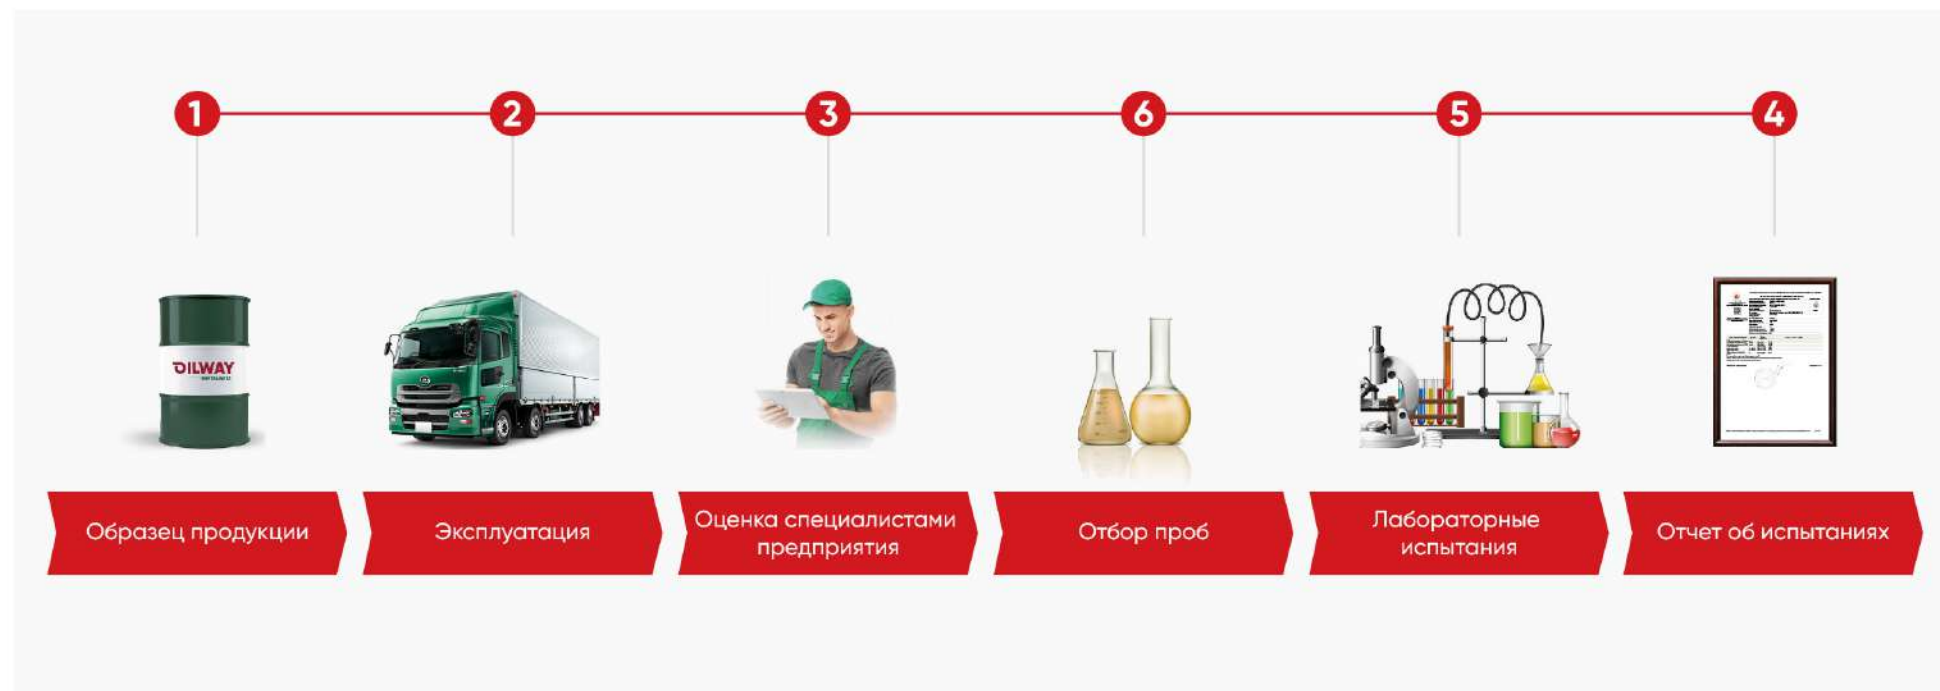 1
2
3
6
5
4
OILWAY
Образец продукции
Эксплуатация
Оценка специалистами
предприятия
Отбор проб
Лабораторные
испытания
Отчет об испытаниях